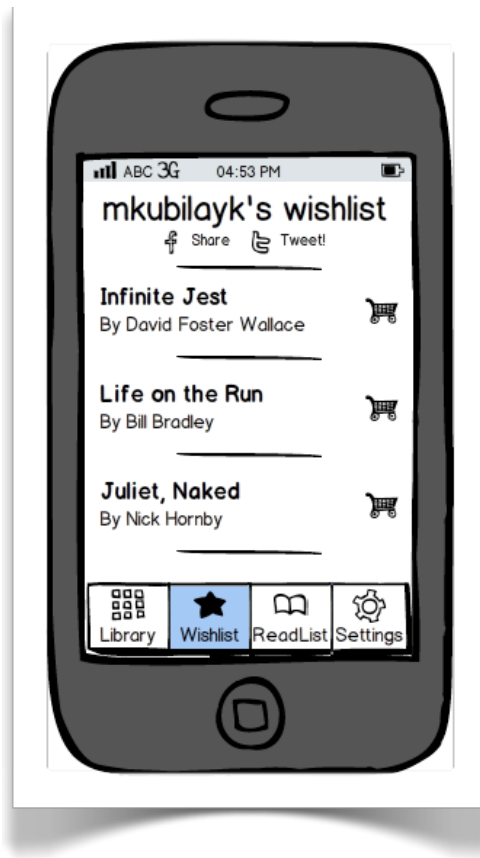 ABC 3G 04:53 PM
mkubilayk's wishlist
Share Tweet!
Infinite Jest
By David Foster Wallace
Life on the Run
By Bill Bradley
Juliet, Naked
By Nick Hornby
Library Wishlist ReadList Settings